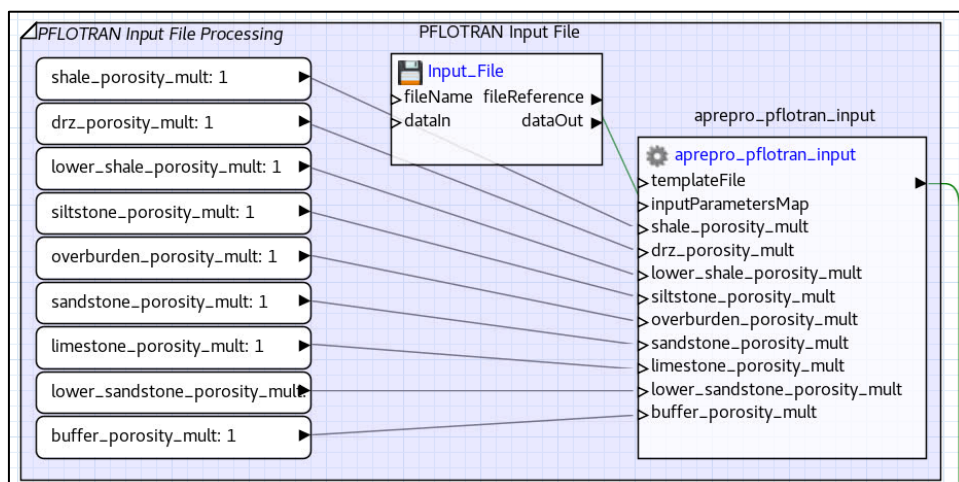 PFLOTRAN Input File Processing
shale_porosity_mult: 1
drz_porosity_mult: 1
lower_shale_porosity_mult: 1
siltstone_porosity_mult: 1
overburden_porosity_mult: 1
sandstone_porosity_mult: 1
limestone_porosity_mult: 1
lower_sandstone_porosity_mult:
buffer_porosity_mult: 1
PFLOTRAN Input File
Input_File
fileName fileReference
dataIn dataOut
aprepro_pflotran_input
aprepro_pflotran_input
templateFile
inputParametersMap
shale_porosity_mult
drz_porosity_mult
lower_shale_porosity_mult
siltstone_porosity_mult
overburden_porosity_mult
sandstone_porosity_mult
limestone_porosity_mult
lower_sandstone_porosity_mult
buffer_porosity_mult